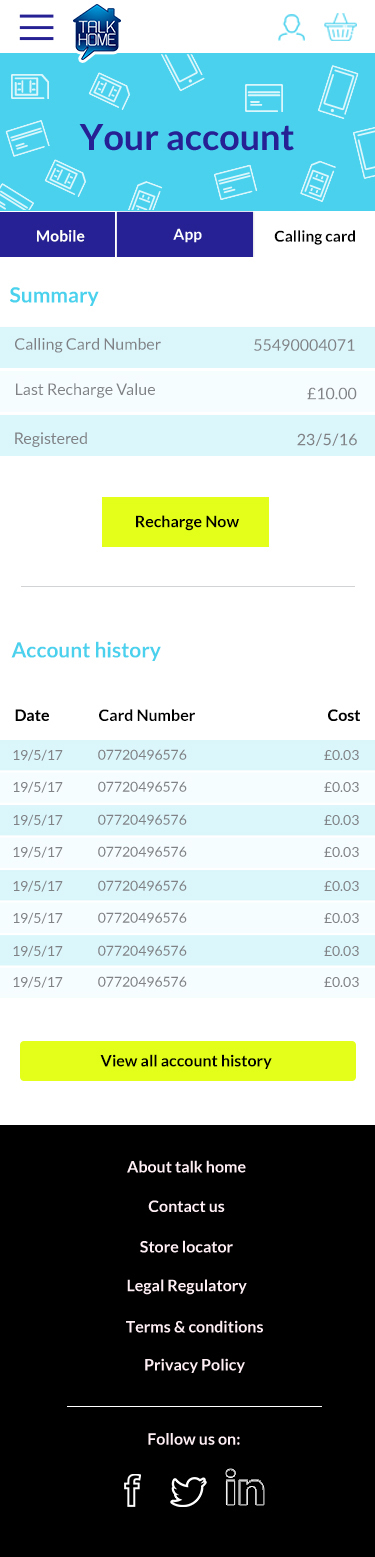 TALK
HOME
Your account
Mobile App Calling card
Summary
Calling Card Number 55490004071
Last Recharge Value £10.00
Registered 23/5/16
Recharge Now
Account history
Date Card Number Cost
19/5/17 07720496576 £0.03
19/5/17 07720496576 £0.03
19/5/17 07720496576 £0.03
19/5/17 07720496576 £0.03
19/5/17 07720496576 £0.03
19/5/17 07720496576 £0.03
19/5/17 07720496576 £0.03
19/5/17 07720496576 £0.03
View all account history
About talk home
Contact us
Store locator
Legal Regulatory
Terms & conditions
Privacy Policy
Follow us on: